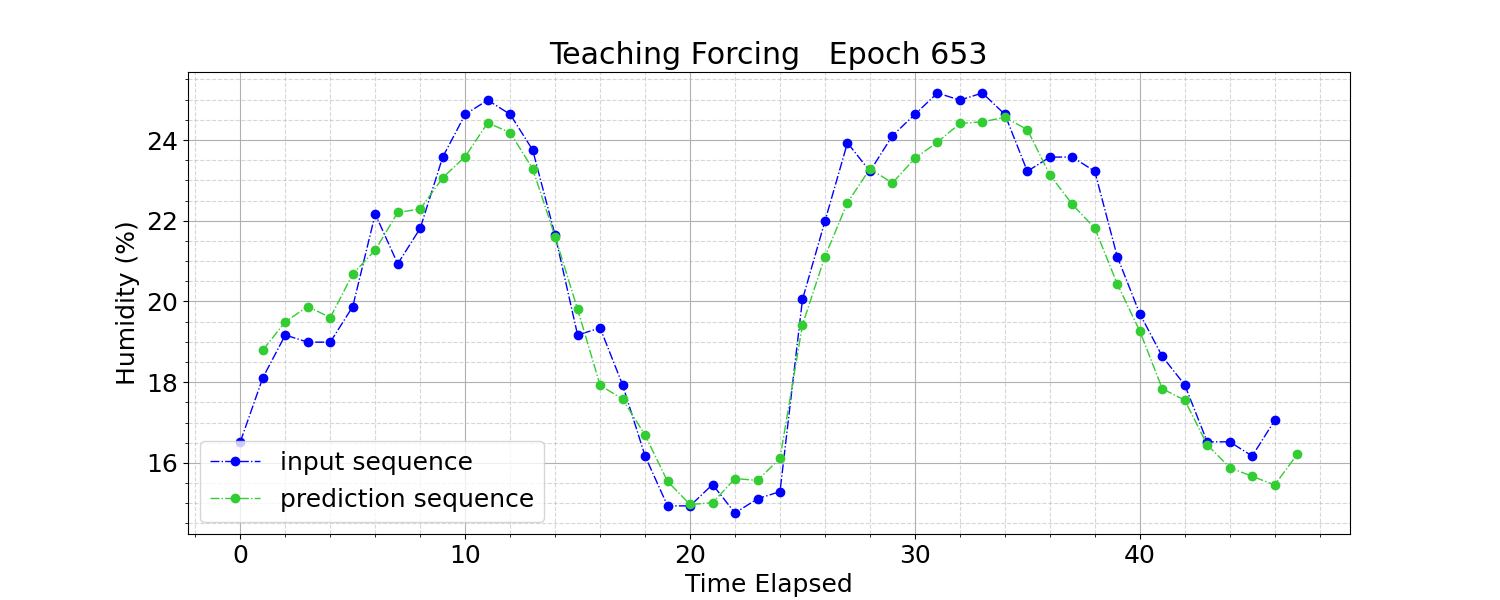 Teaching Forcing   Epoch 653
Humidity (%)
24
22
20
18
16
input sequence
prediction sequence
0 10 20 30 40
Time Elapsed